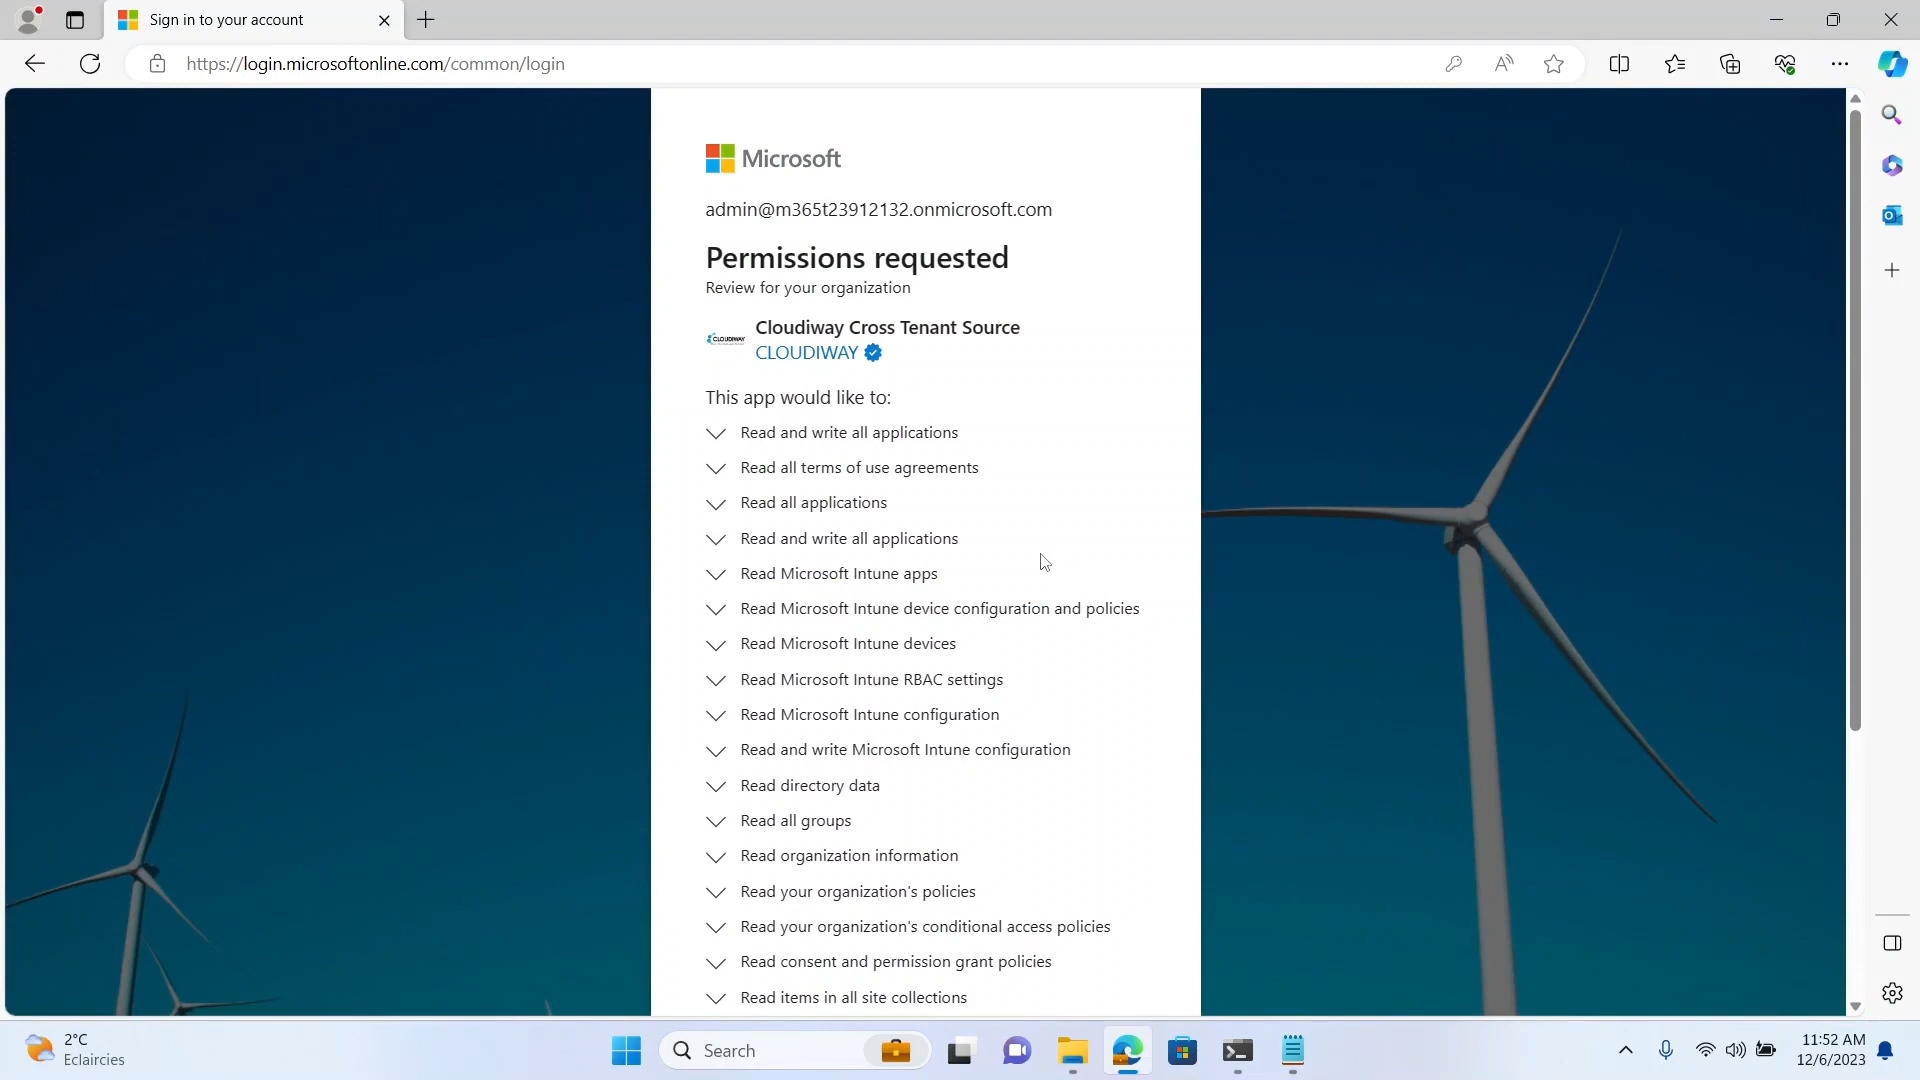 Sign in to your account
https://login.microsoftonline.com/common/login
Microsoft
admin@m365t23912132.onmicrosoft.com
Permissions requested
Review for your organization
CLOUDIWAY
Cloudiway Cross Tenant Source
CLOUDIWAY
This app would like to:
Read and write all applications
Read all terms of use agreements
Read all applications
Read and write all applications
Read Microsoft Intune apps
Read Microsoft Intune device configuration and policies
Read Microsoft Intune devices
Read Microsoft Intune RBAC settings
Read Microsoft Intune configuration
Read and write Microsoft Intune configuration
Read directory data
Read all groups
Read organization information
Read your organization's policies
Read your organization's conditional access policies
Read consent and permission grant policies
Read items in all site collections
2°C
Eclaircies
Search
11:52 AM
12/6/2023